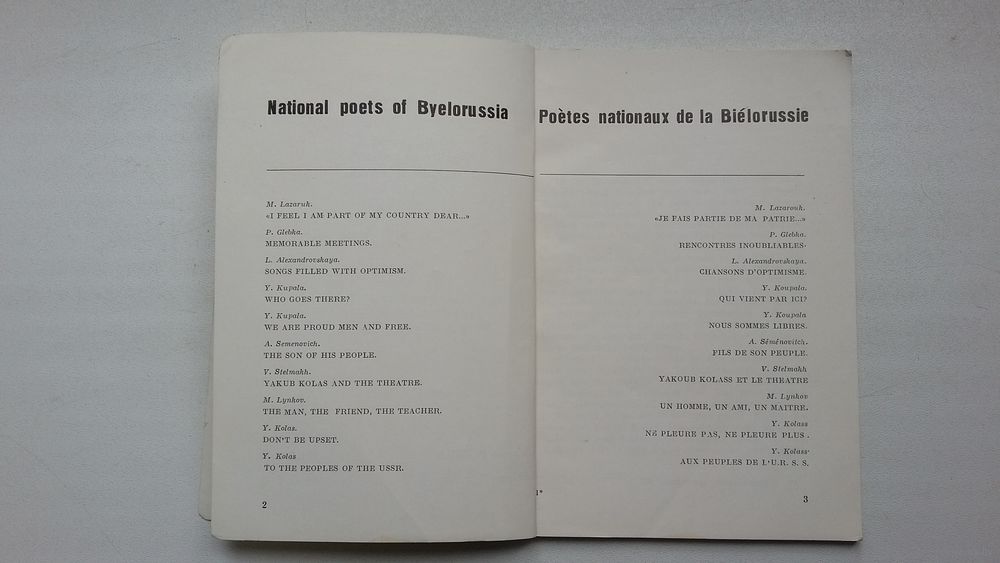 National poets of Byelorussia
M. Lazaruk.
«I FEEL I AM PART OF MY COUNTRY DEAR...»
P. Glebka.
MEMORABLE MEETINGS.
L. Alexandrovskaya.
SONGS FILLED WITH OPTIMISM.
Y. Kupala.
WHO GOES THERE?
Y. Kupala.
WE ARE PROUD MEN AND FREE.
A. Semenovich.
THE SON OF HIS PEOPLE.
V. Stelmakh.
YAKUB KOLAS AND THE THEATRE.
M. Lynkov.
THE MAN, THE FRIEND, THE TEACHER.
Y. Kolas.
DON'T BE UPSET.
Y. Kolas
TO THE PEOPLES OF THE USSR.
2
Poètes nationaux de la Biélorussie
M. Lazarouk.
«JE FAIS PARTIE DE MA PATRIE...»
P. Glebka.
RENCONTRES INOUBLIABLES.
L. Alexandrovskaya.
CHANSONS D'OPTIMISME.
Y. Koupala.
QUI VIENT PAR ICI?
Y. Koupala
NOUS SOMMES LIBRES.
A. Séménovitch.
FILS DE SON PEUPLE.
V. Stelmakh
YAKOUB KOLASS ET LE THEATRE
M. Lynkov
UN HOMME, UN AMI, UN MAITRE.
Y. Kolass
NE PLEURE PAS, NE PLEURE PLUS.
Y. Kolass.
AUX PEUPLES DE L'U.R.S.S.
1*
3